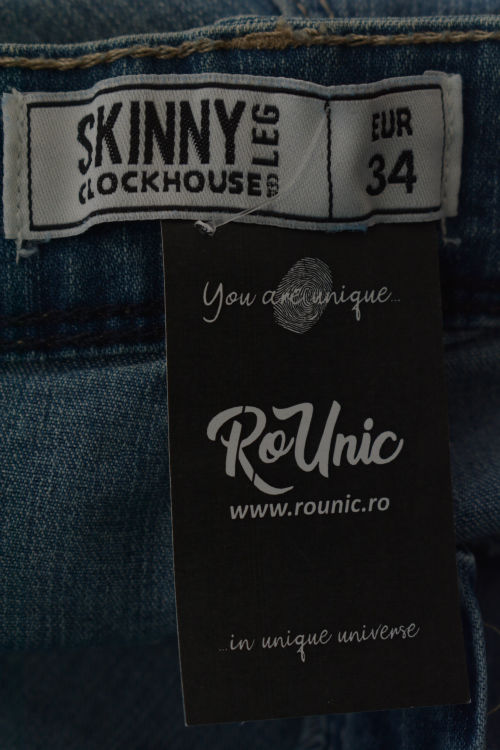 SKINNY
LEG
CLOCKHOUSE
EUR
34
You are unique...
RoUnic
www.rounic.ro
...in unique universe